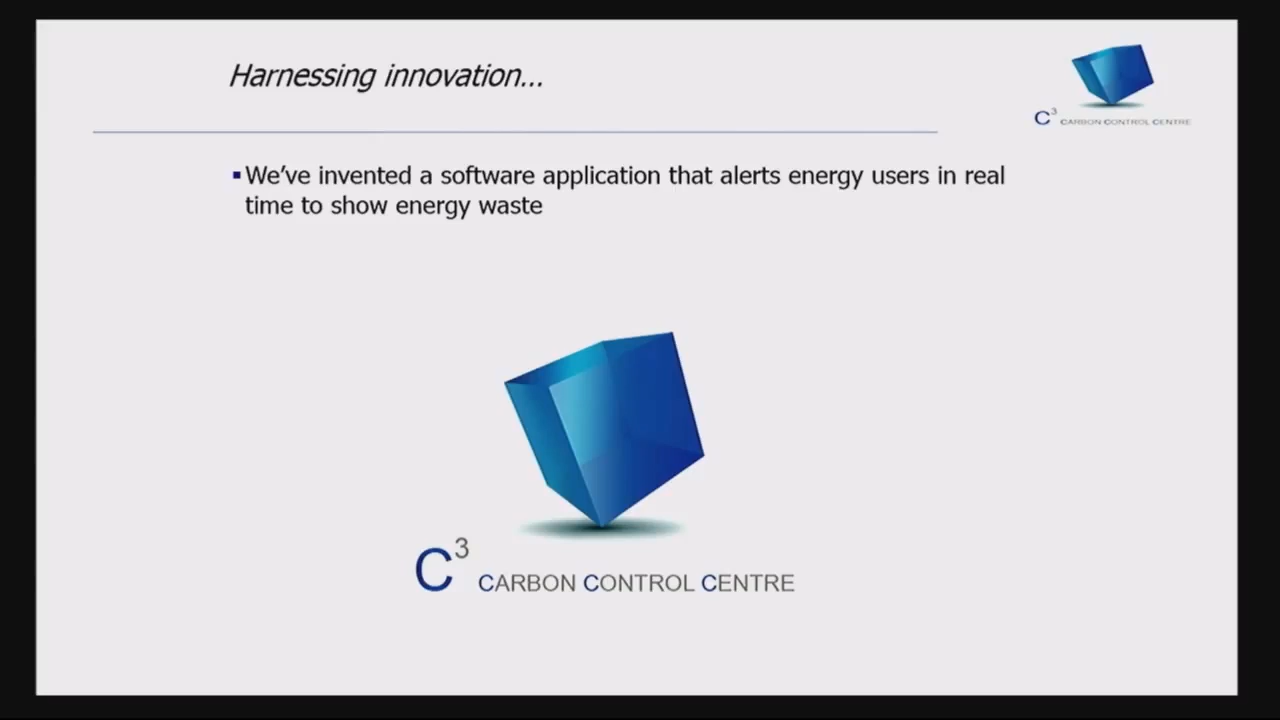 Harnessing innovation...
C³ CARBON CONTROL CENTRE
▪We've invented a software application that alerts energy users in real
time to show energy waste
C³ CARBON CONTROL CENTRE